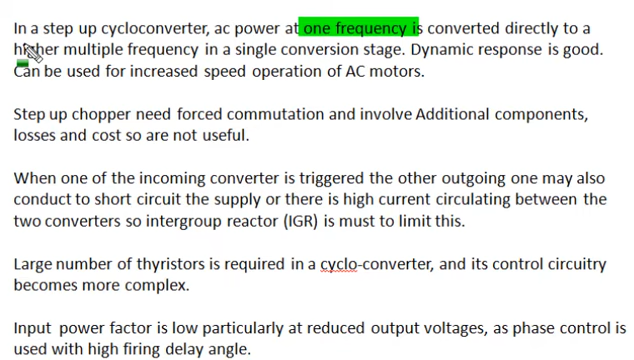 In a step up cycloconverter, ac power at one frequency is converted directly to a
higher multiple frequency in a single conversion stage. Dynamic response is good.
Can be used for increased speed operation of AC motors.
Step up chopper need forced commutation and involve Additional components,
losses and cost so are not useful.
When one of the incoming converter is triggered the other outgoing one may also
conduct to short circuit the supply or there is high current circulating between the
two converters so intergroup reactor (IGR) is must to limit this.
Large number of thyristors is required in a cyclo-converter, and its control circuitry
becomes more complex.
Input power factor is low particularly at reduced output voltages, as phase control is
used with high firing delay angle.